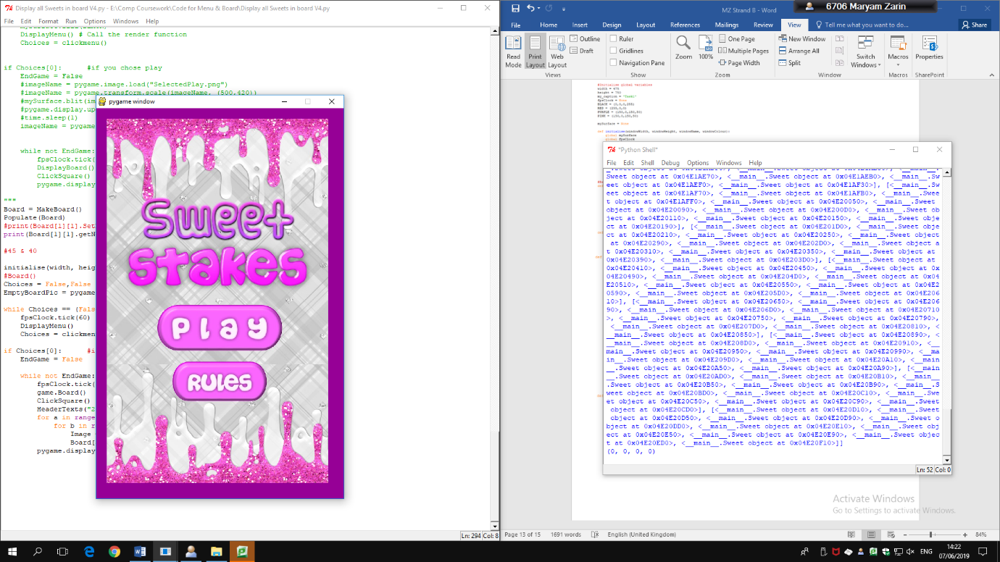 Display all Sweets in board V4.py - E:\Comp Coursework\Code for Menu & Board\Display all Sweets in board V4.py
File Edit Format Run Options Windows Help
DisplayMenu() # Call the render function
Choices = clickmenu()
if Choices[0]: #if you chose play
EndGame = False
#imageName = pygame.image.load("SelectedPlay.png")
#imageName = pygame.transform.scale(imageName, (500,420))
#mySurface.blit(im
#pygame.display.up
#time.sleep(1)
imageName = pygame
while not EndGame:
fpsClock.tick(
DisplayBoard()
ClickSquare()
pygame.display
"""
Board = MakeBoard()
Populate(Board)
#print(Board[1][1].Set
print(Board[1][1].getN
#45 & 40
initialise(width, heig
#Board()
Choices = False,False
EmptyBoardPic = pygame
while Choices == (Fals
fpsClock.tick(60)
DisplayMenu()
Choices = clickmen
if Choices[0]: #i
EndGame = False
while not EndGame:
fpsClock.tick(
game.Board()
ClickSquare()
HeaderTexts("2
for a in range
for b in r
Image =
Board[
pygame.display
Ln: 294 Col: 8
pygame window
Sweet
Stakes
Play
Rules
MZ Strand B - Word
6706 Maryam Zarin
File Home Insert Design Layout References Mailings Review View Tell me what you want to do... Share
Read Mode
Print Layout
Web Layout
Outline
Draft
Views
Ruler
Gridlines
Navigation Pane
Show
Zoom
100%
One Page
Multiple Pages
Page Width
Zoom
New Window
Arrange All
Split
Switch Windows
Window
Macros
Macros
Properties
SharePoint
#Initialise global variables
width = 475
height = 750
my_caption = "Task1"
fpsClock = None
BLACK = (0,0,0,255)
RED = (255,0,0)
PURPLE = (150,0,150,50)
PINK = (150,0,150,50)
mySurface = None
def initialise(windowWidth, windowHeight, windowName, windowColour):
global mySurface
global fpsClock
*Python Shell*
File Edit Shell Debug Options Windows Help
Sweet object at 0x04E1AE70>, <__main__.Sweet object at 0x04E1AEB0>, <__main__.Sw
eet object at 0x04E1AEF0>, <__main__.Sweet object at 0x04E1AF30>], [<__main__.Sw
eet object at 0x04E1AF70>, <__main__.Sweet object at 0x04E1AFB0>, <__main__.Swee
t object at 0x04E1AFF0>, <__main__.Sweet object at 0x04E20050>, <__main__.Sweet
object at 0x04E20090>, <__main__.Sweet object at 0x04E200D0>, <__main__.Sweet ob
ject at 0x04E20110>, <__main__.Sweet object at 0x04E20150>, <__main__.Sweet obje
ct at 0x04E20190>], [<__main__.Sweet object at 0x04E201D0>, <__main__.Sweet obje
ct at 0x04E20210>, <__main__.Sweet object at 0x04E20250>, <__main__.Sweet object
at 0x04E20290>, <__main__.Sweet object at 0x04E202D0>, <__main__.Sweet object a
t 0x04E20310>, <__main__.Sweet object at 0x04E20350>, <__main__.Sweet object at
0x04E20390>, <__main__.Sweet object at 0x04E203D0>], [<__main__.Sweet object at
0x04E20410>, <__main__.Sweet object at 0x04E20450>, <__main__.Sweet object at 0x
04E20490>, <__main__.Sweet object at 0x04E204D0>, <__main__.Sweet object at 0x04
E20510>, <__main__.Sweet object at 0x04E20550>, <__main__.Sweet object at 0x04E2
0590>, <__main__.Sweet object at 0x04E205D0>, <__main__.Sweet object at 0x04E206
10>], [<__main__.Sweet object at 0x04E20650>, <__main__.Sweet object at 0x04E206
90>, <__main__.Sweet object at 0x04E206D0>, <__main__.Sweet object at 0x04E20710
>, <__main__.Sweet object at 0x04E20750>, <__main__.Sweet object at 0x04E20790>,
<__main__.Sweet object at 0x04E207D0>, <__main__.Sweet object at 0x04E20810>, <
__main__.Sweet object at 0x04E20850>], [<__main__.Sweet object at 0x04E20890>, <
__main__.Sweet object at 0x04E208D0>, <__main__.Sweet object at 0x04E20910>, <__
main__.Sweet object at 0x04E20950>, <__main__.Sweet object at 0x04E20990>, <__ma
in__.Sweet object at 0x04E209D0>, <__main__.Sweet object at 0x04E20A10>, <__main
__.Sweet object at 0x04E20A50>, <__main__.Sweet object at 0x04E20A90>], [<__main
__.Sweet object at 0x04E20AD0>, <__main__.Sweet object at 0x04E20B10>, <__main__
.Sweet object at 0x04E20B50>, <__main__.Sweet object at 0x04E20B90>, <__main__.S
weet object at 0x04E20BD0>, <__main__.Sweet object at 0x04E20C10>, <__main__.Swe
et object at 0x04E20C50>, <__main__.Sweet object at 0x04E20C90>, <__main__.Sweet
object at 0x04E20CD0>], [<__main__.Sweet object at 0x04E20D10>, <__main__.Sweet
object at 0x04E20D50>, <__main__.Sweet object at 0x04E20D90>, <__main__.Sweet o
bject at 0x04E20DD0>, <__main__.Sweet object at 0x04E20E10>, <__main__.Sweet obj
ect at 0x04E20E50>, <__main__.Sweet object at 0x04E20E90>, <__main__.Sweet objec
t at 0x04E20ED0>, <__main__.Sweet object at 0x04E20F10>]]
(0, 0, 0, 0)
Ln: 52 Col: 0
Activate Windows
Go to Settings to activate Windows.
Page 13 of 15 1691 words English (United Kingdom) 84%
ENG
14:22
07/06/2019